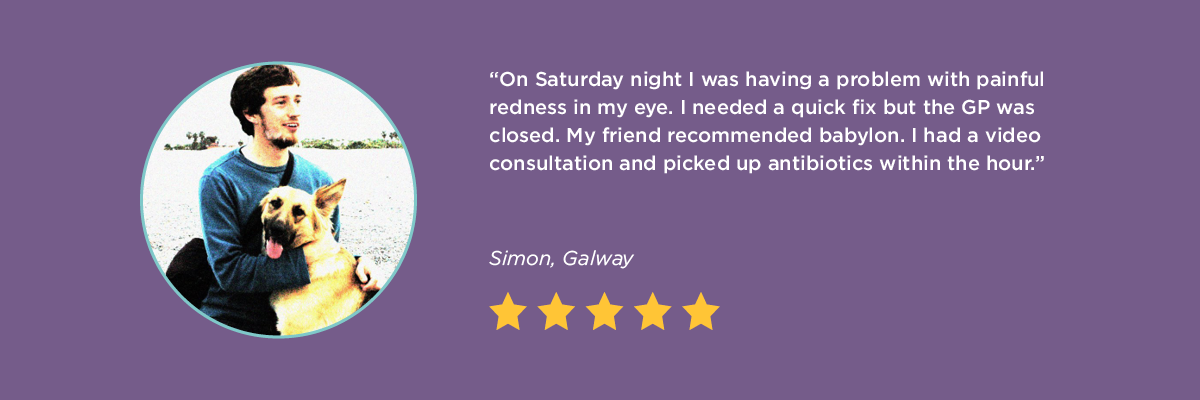 “On Saturday night I was having a problem with painful
redness in my eye. I needed a quick fix but the GP was
closed. My friend recommended babylon. I had a video
consultation and picked up antibiotics within the hour.”
Simon, Galway